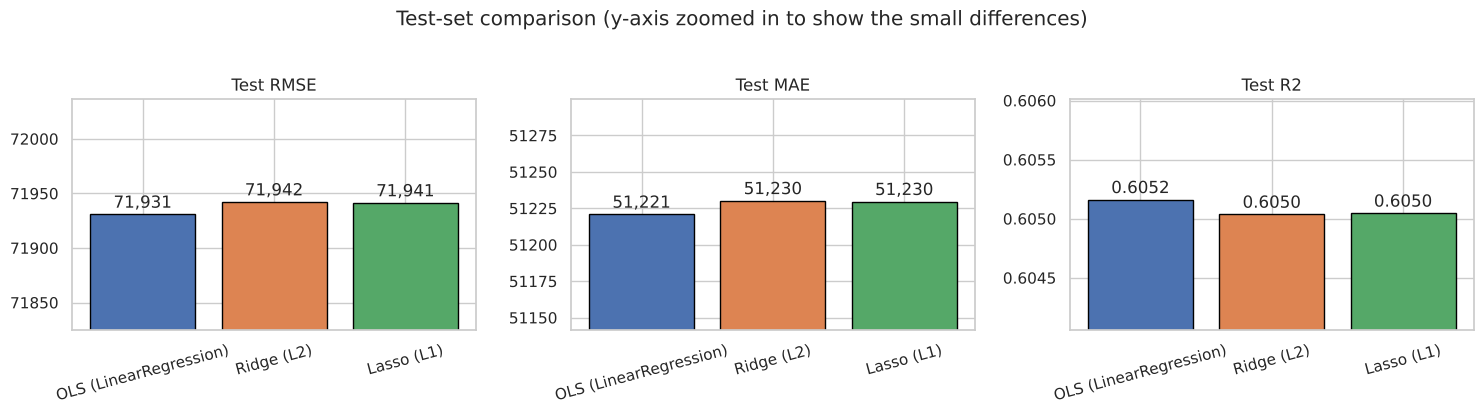 Test-set comparison (y-axis zoomed in to show the small differences)
Test RMSE
72000
71950
71900
71850
71,931
71,942
71,941
OLS (LinearRegression)
Ridge (L2)
Lasso (L1)
Test MAE
51275
51250
51225
51200
51175
51150
51,221
51,230
51,230
OLS (LinearRegression)
Ridge (L2)
Lasso (L1)
Test R2
0.6060
0.6055
0.6050
0.6045
0.6052
0.6050
0.6050
OLS (LinearRegression)
Ridge (L2)
Lasso (L1)